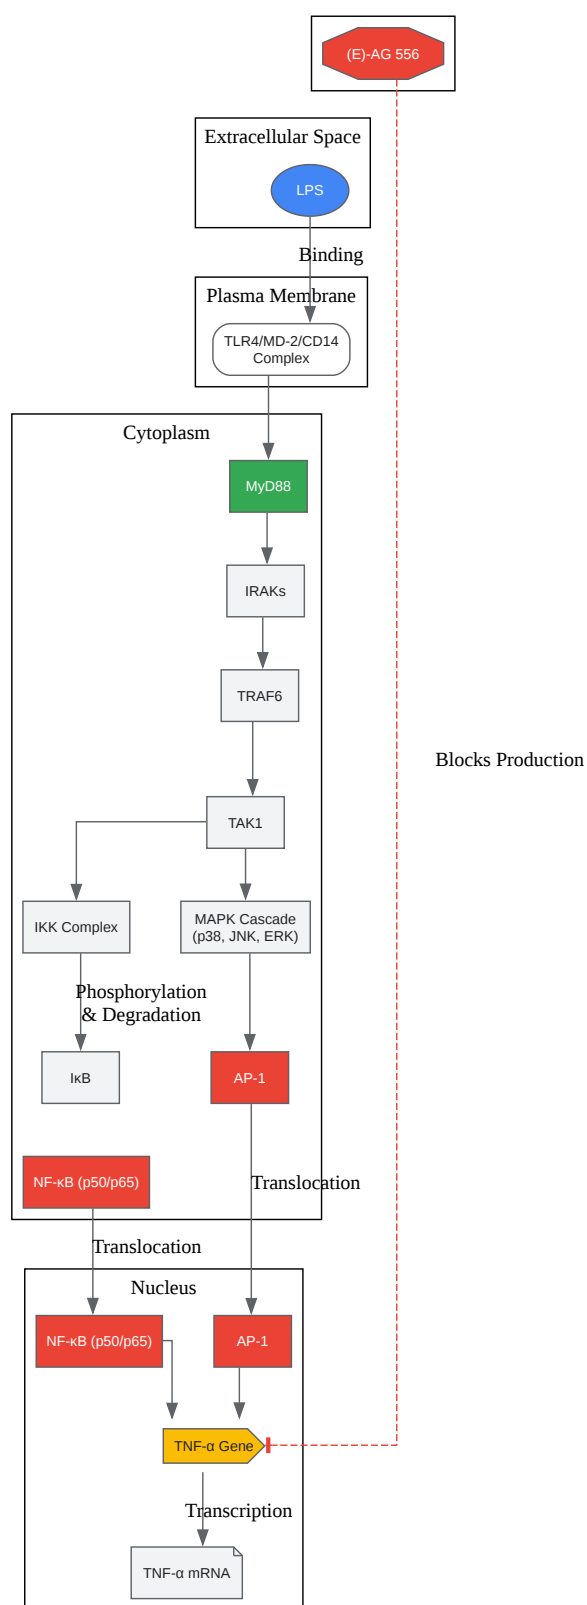 (E)-AG 556
Extracellular Space
LPS
Binding
Plasma Membrane
TLR4/MD-2/CD14
Complex
Cytoplasm
MyD88
IRAKs
TRAF6
Blocks Production
TAK1
IKK Complex
MAPK Cascade
(p38, JNK, ERK)
Phosphorylation
& Degradation
IκB
AP-1
NF-κB (p50/p65)
Translocation
Translocation
Nucleus
NF-κB (p50/p65)
AP-1
TNF-α Gene
Transcription
TNF-α mRNA